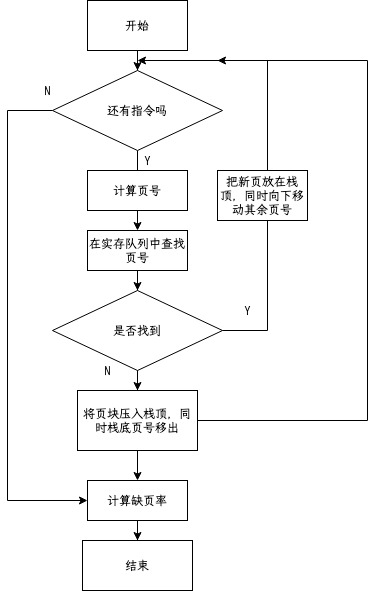 开始
N
还有指令吗
Y
计算页号
把新页放在栈
顶，同时向下移
动其余页号
在实存队列中查找
页号
是否找到
Y
N
将页块压入栈顶，同
时栈底页号移出
计算缺页率
结束